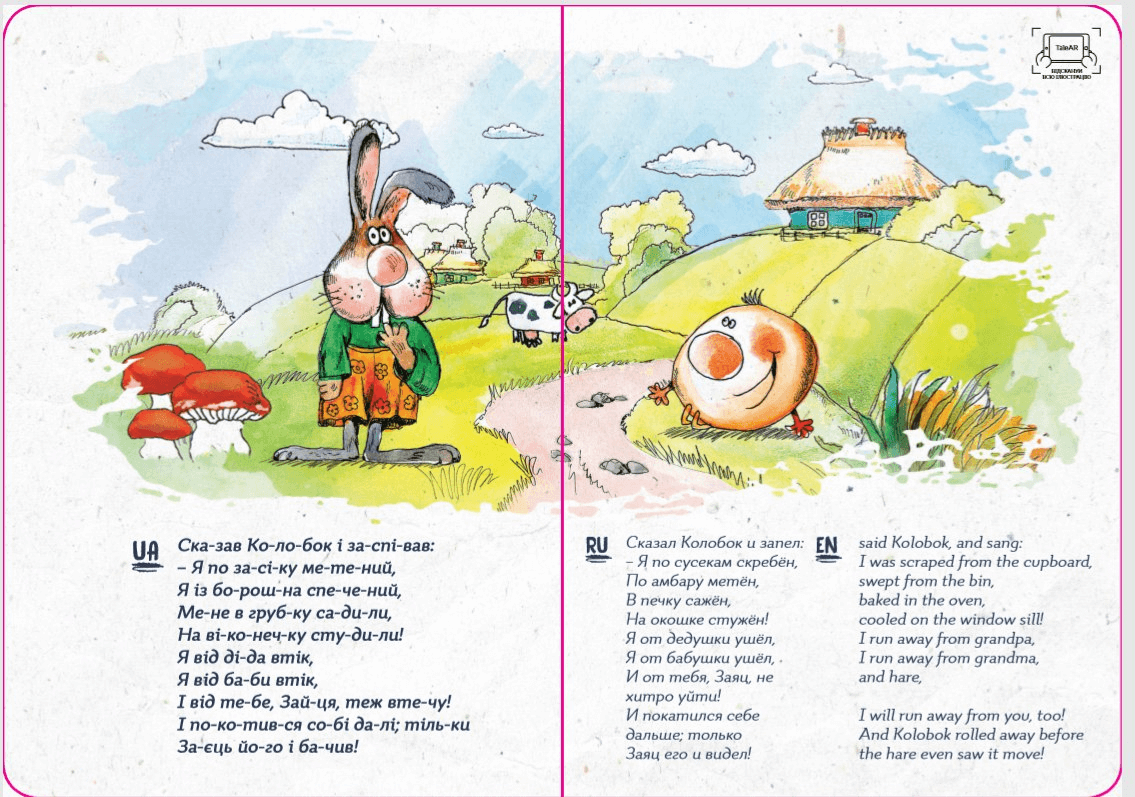 TaleAR
ВІДСКАНУЙ
ВСЮ ІЛЮСТРАЦІЮ
UA
Ска-зав Ко-ло-бок і за-спі-вав:
– Я по за-сі-ку ме-те-ний,
Я із бо-рош-на спе-че-ний,
Ме-не в груб-ку са-ди-ли,
На ві-ко-неч-ку сту-ди-ли!
Я від ді-да втік,
Я від ба-би втік,
І від те-бе, Зай-ця, теж вте-чу!
І по-ко-тив-ся со-бі да-лі; тіль-ки
За-єць йо-го і ба-чив!
RU
Сказал Колобок и запел:
– Я по сусекам скребён,
По амбару метён,
В печку сажён,
На окошке стужён!
Я от дедушки ушёл,
Я от бабушки ушёл,
И от тебя, Заяц, не
хитро уйти!
И покатился себе
дальше; только
Заяц его и видел!
EN
said Kolobok, and sang:
I was scraped from the cupboard,
swept from the bin,
baked in the oven,
cooled on the window sill!
I run away from grandpa,
I run away from grandma,
and hare,
I will run away from you, too!
And Kolobok rolled away before
the hare even saw it move!